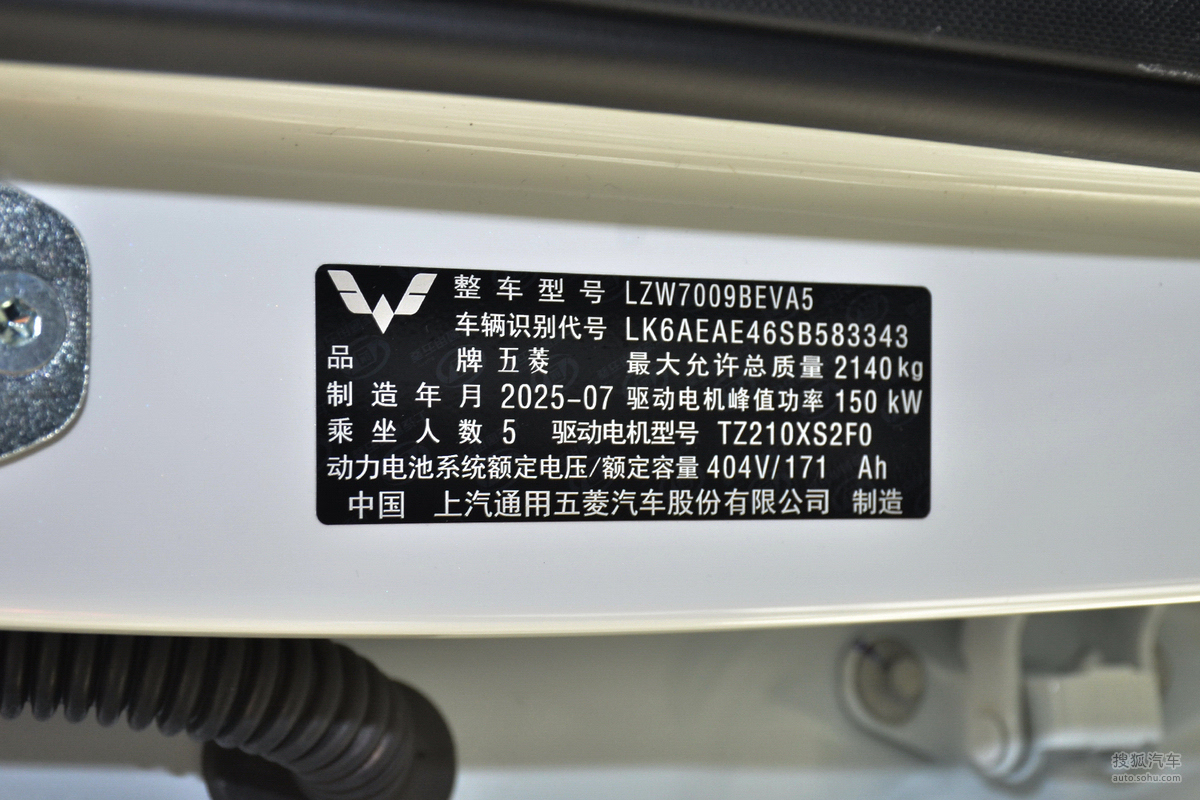 整车型号 LZW7009BEVA5
车辆识别代号 LK6AEAE46SB583343
品牌 五菱 最大允许总质量 2140 kg
制造年月 2025-07 驱动电机峰值功率 150 kW
乘坐人数 5 驱动电机型号 TZ210XS2F0
动力电池系统额定电压/额定容量 404V/171 Ah
中国 上汽通用五菱汽车股份有限公司 制造
搜狐汽车
auto.sohu.com